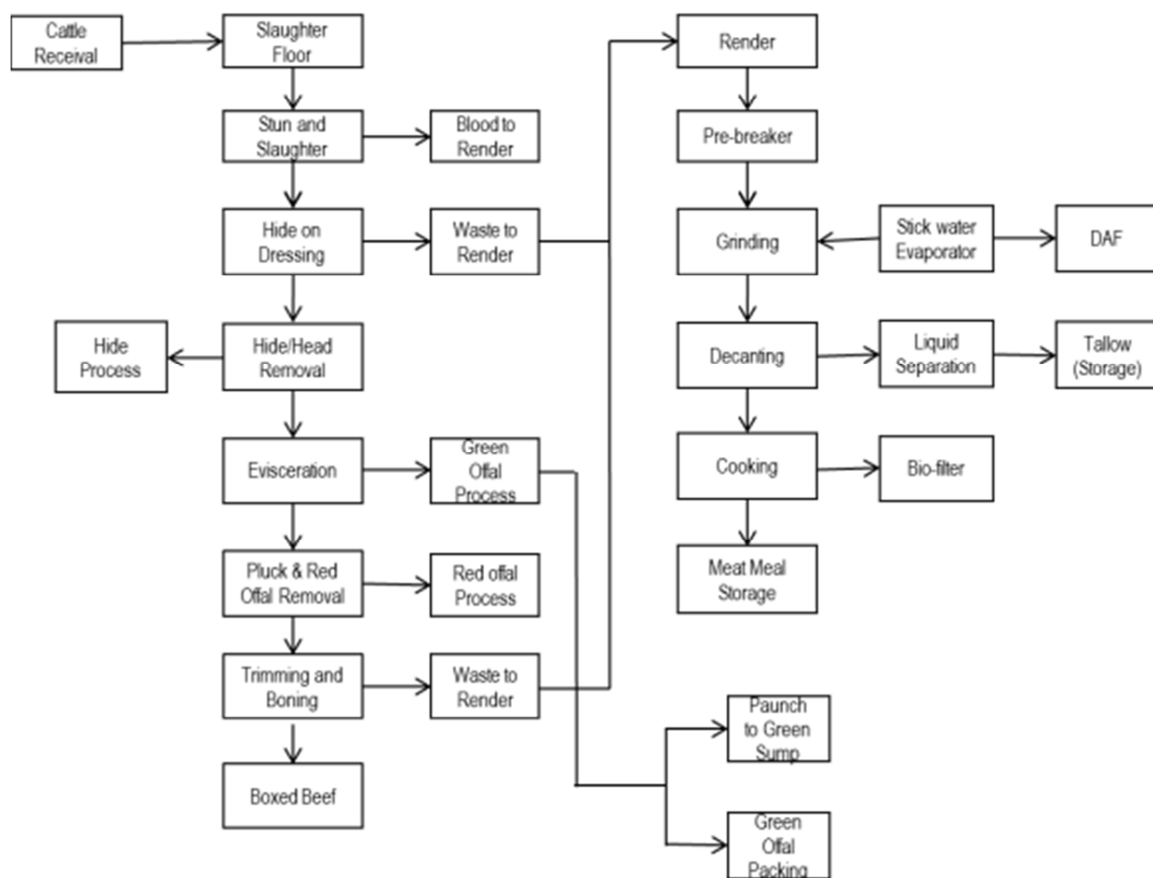 Cattle
Receival
Slaughter
Floor
Stun and
Slaughter
Blood to
Render
Hide on
Dressing
Waste to
Render
Hide
Process
Hide/Head
Removal
Evisceration
Green
Offal
Process
Pluck & Red
Offal Removal
Red offal
Process
Trimming and
Boning
Waste to
Render
Boxed Beef
Render
Pre-breaker
Grinding
Stick water
Evaporator
DAF
Decanting
Liquid
Separation
Tallow
(Storage)
Cooking
Bio-filter
Meat Meal
Storage
Paunch
to Green
Sump
Green
Offal
Packing